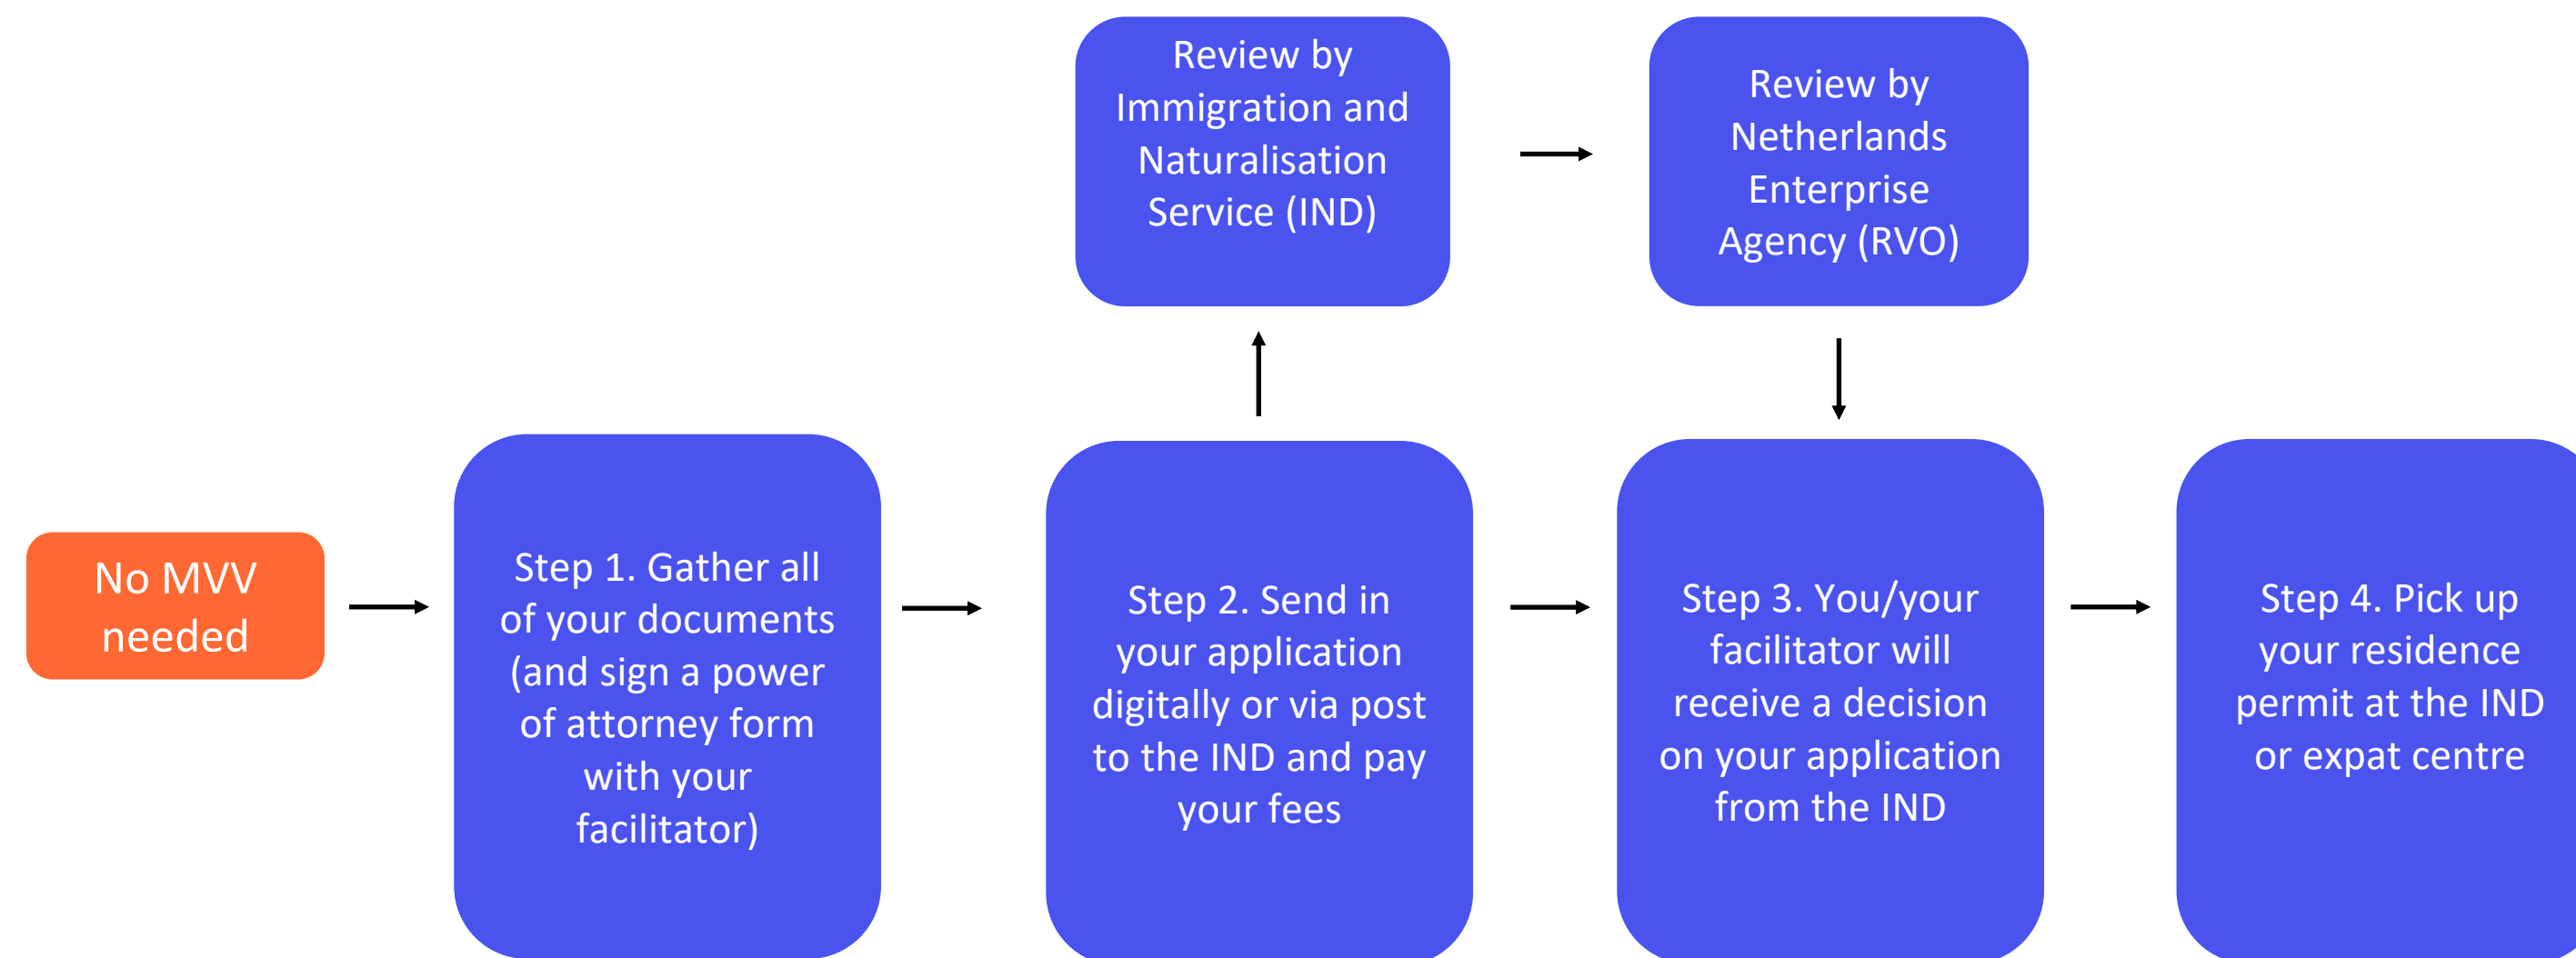 Review by
Immigration and
Naturalisation
Service (IND)
Review by
Netherlands
Enterprise
Agency (RVO)
No MVV
needed
Step 1. Gather all
of your documents
(and sign a power
of attorney form
with your
facilitator)
Step 2. Send in
your application
digitally or via post
to the IND and pay
your fees
Step 3. You/your
facilitator will
receive a decision
on your application
from the IND
Step 4. Pick up
your residence
permit at the IND
or expat centre